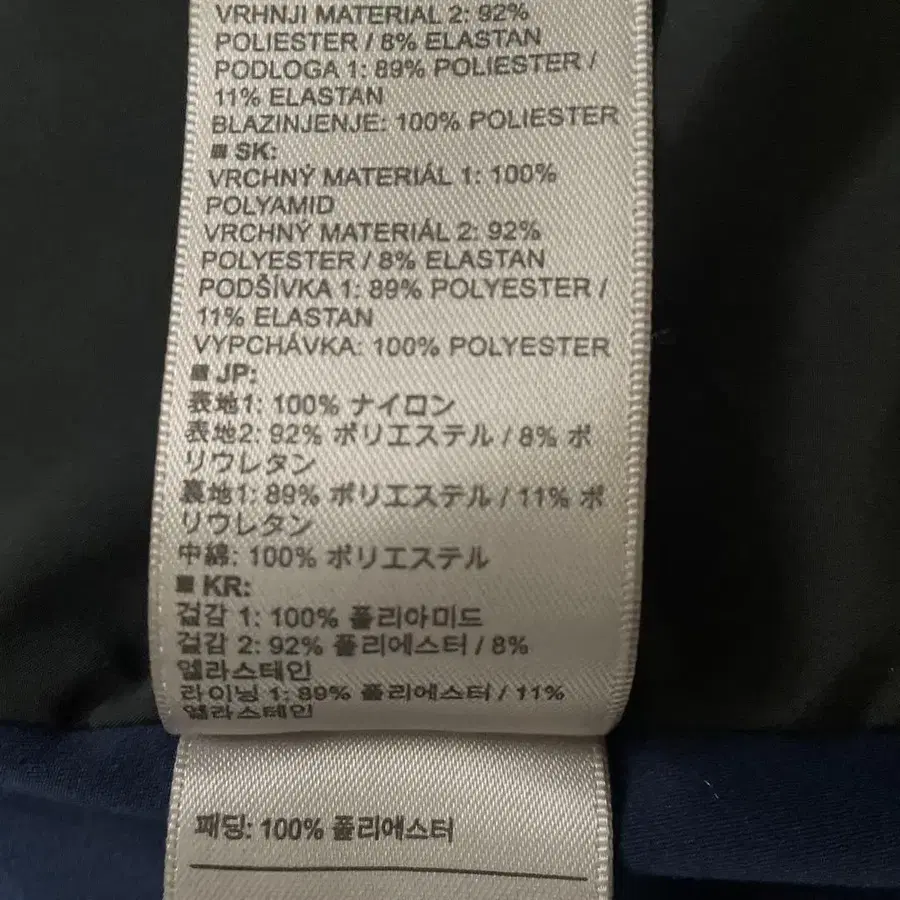 VRHNJI MATERIAL 2: 92%
POLIESTER / 8% ELASTAN
PODLOGA 1: 89% POLIESTER /
11% ELASTAN
BLAZINJENJE: 100% POLIESTER
■ SK:
VRCHNÝ MATERIÁL 1: 100%
POLYAMID
VRCHNÝ MATERIÁL 2: 92%
POLYESTER / 8% ELASTAN
PODŠÍVKA 1: 89% POLYESTER /
11% ELASTAN
VYPCHÁVKA: 100% POLYESTER
■ JP:
表地1: 100% ナイロン
表地2: 92% ポリエステル / 8% ポ
リウレタン
裏地1: 89% ポリエステル / 11% ポ
リウレタン
中綿: 100% ポリエステル
■ KR:
겉감 1: 100% 폴리아미드
겉감 2: 92% 폴리에스터 / 8%
엘라스테인
라이닝 1: 89% 폴리에스터 / 11%
엘라스테인
패딩: 100% 폴리에스터